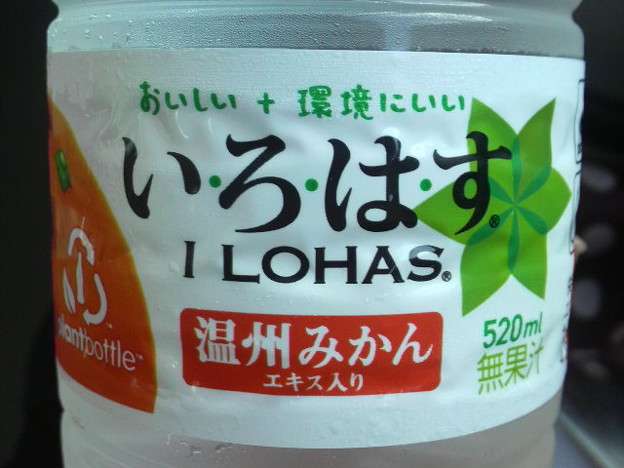 おいしい + 環境にいい
い・ろ・は・す®
I LOHAS®
plantbottle™
温州みかん
エキス入り
520ml
無果汁